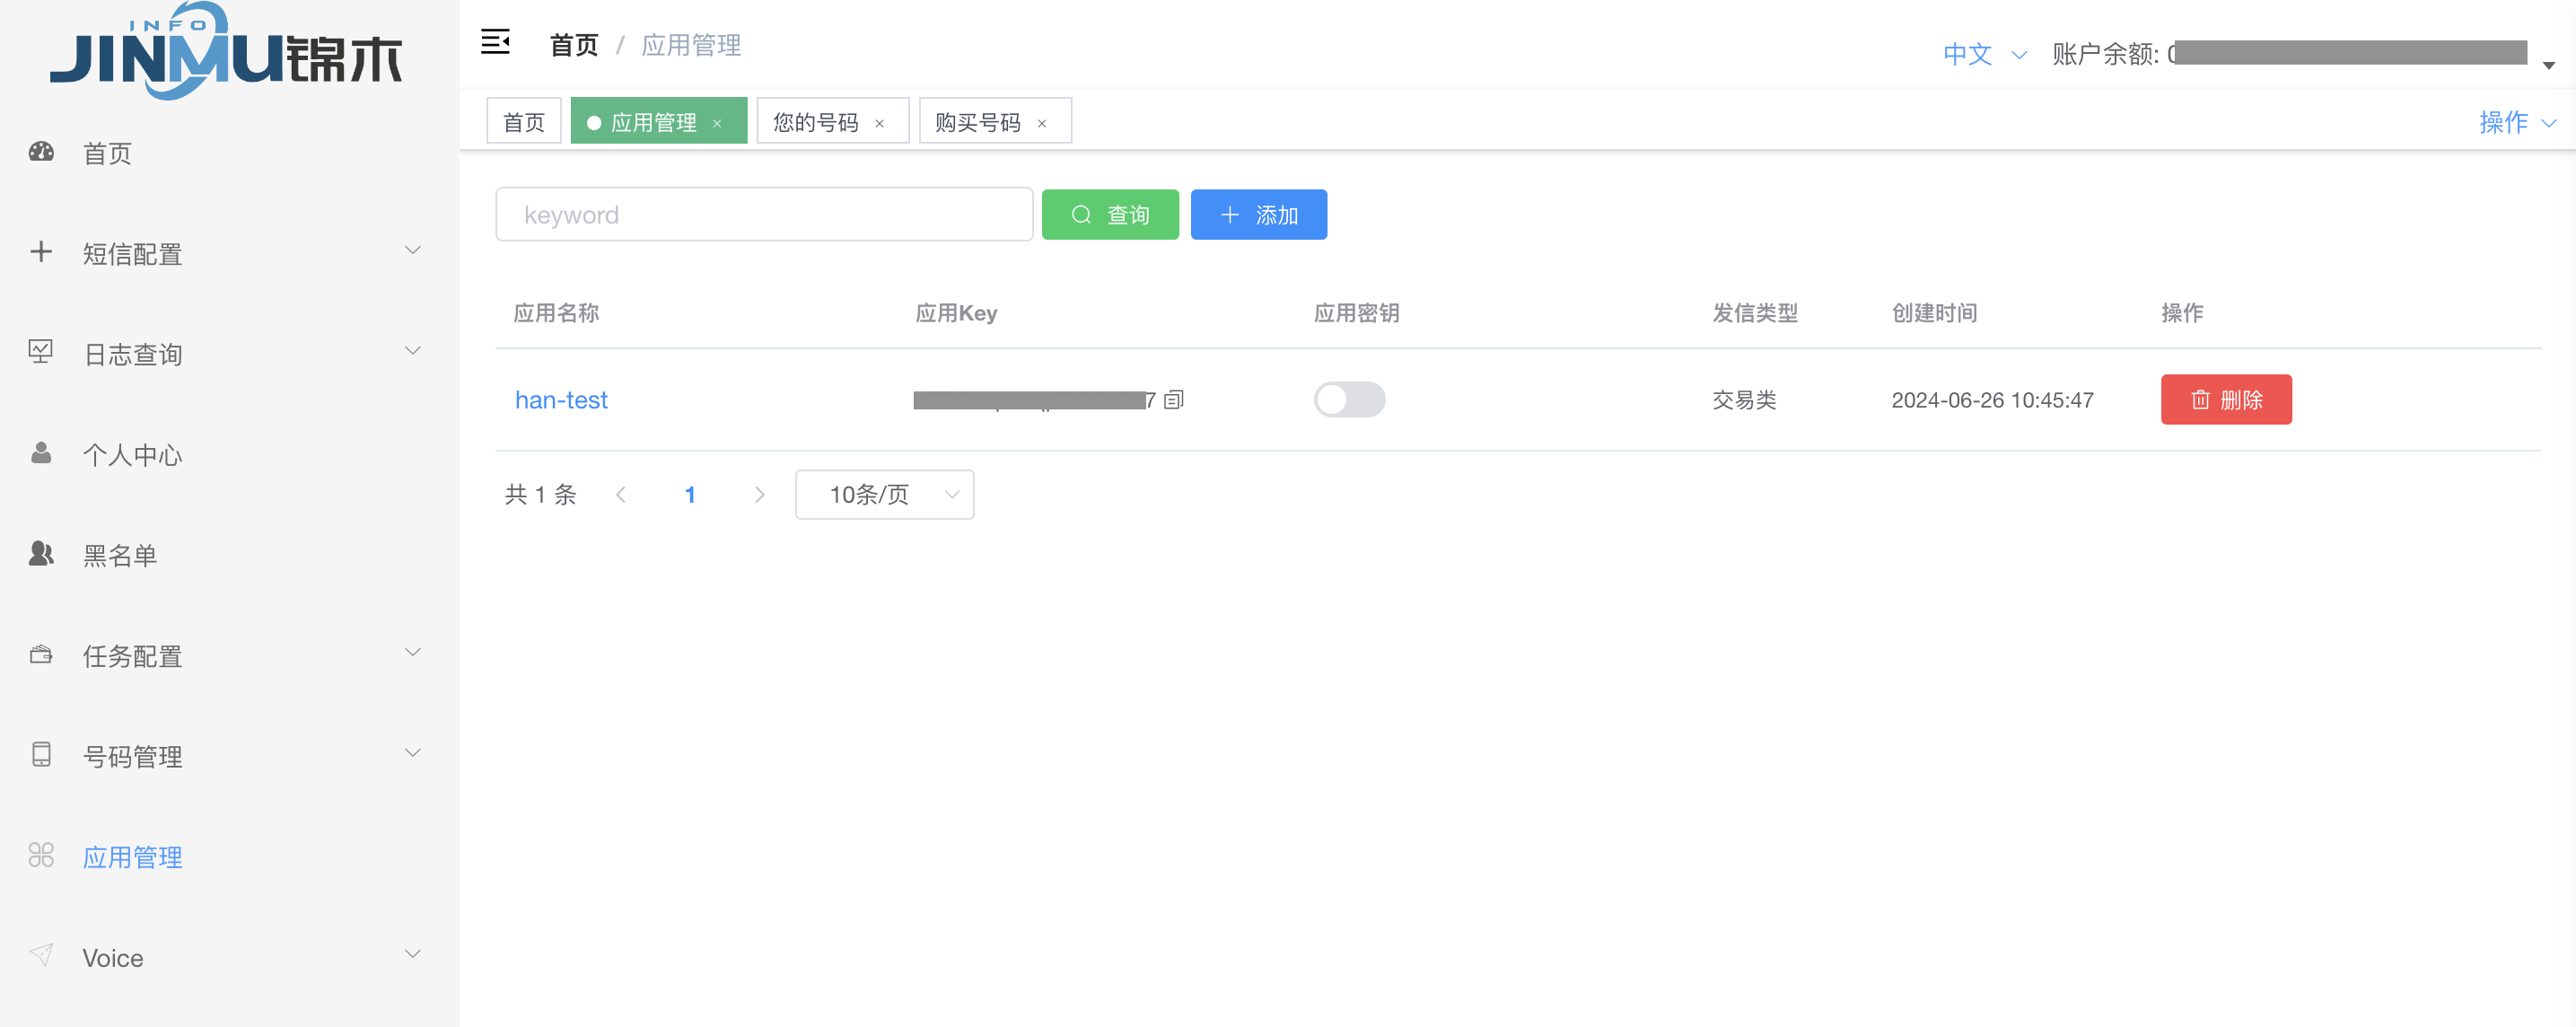 INFO
JINMU锦木
首页 / 应用管理
中文
账户余额: 0
首页
应用管理 ×
您的号码 ×
购买号码 ×
操作
首页
短信配置
日志查询
个人中心
黑名单
任务配置
号码管理
应用管理
Voice
keyword
查询
添加
应用名称 应用Key 应用密钥 发信类型 创建时间 操作
han-test 7 交易类 2024-06-26 10:45:47 删除
共 1 条 1 10条/页